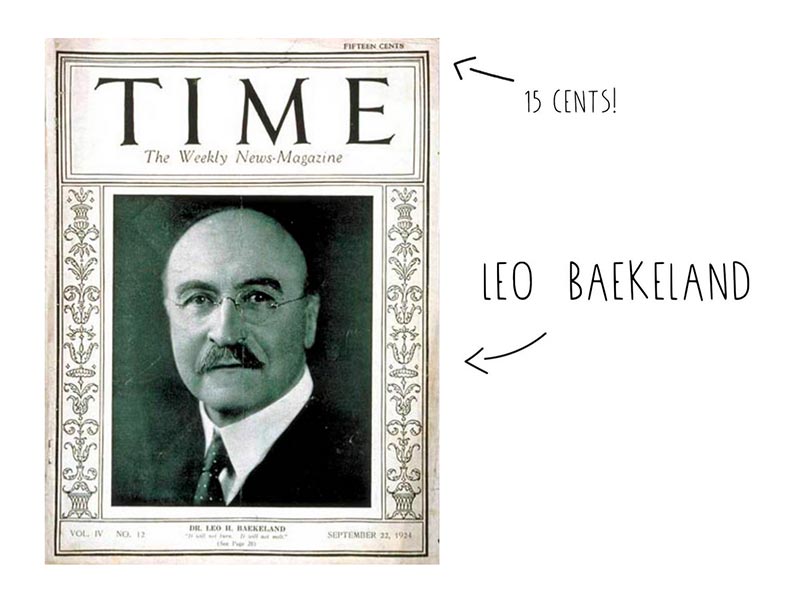 FIFTEEN CENTS
TIME
The Weekly News-Magazine
15 CENTS!
LEO BAEKELAND
VOL. IV NO. 12
DR. LEO H. BAEKELAND
"It will not burn. It will not melt."
(See Page 20)
SEPTEMBER 22, 1924